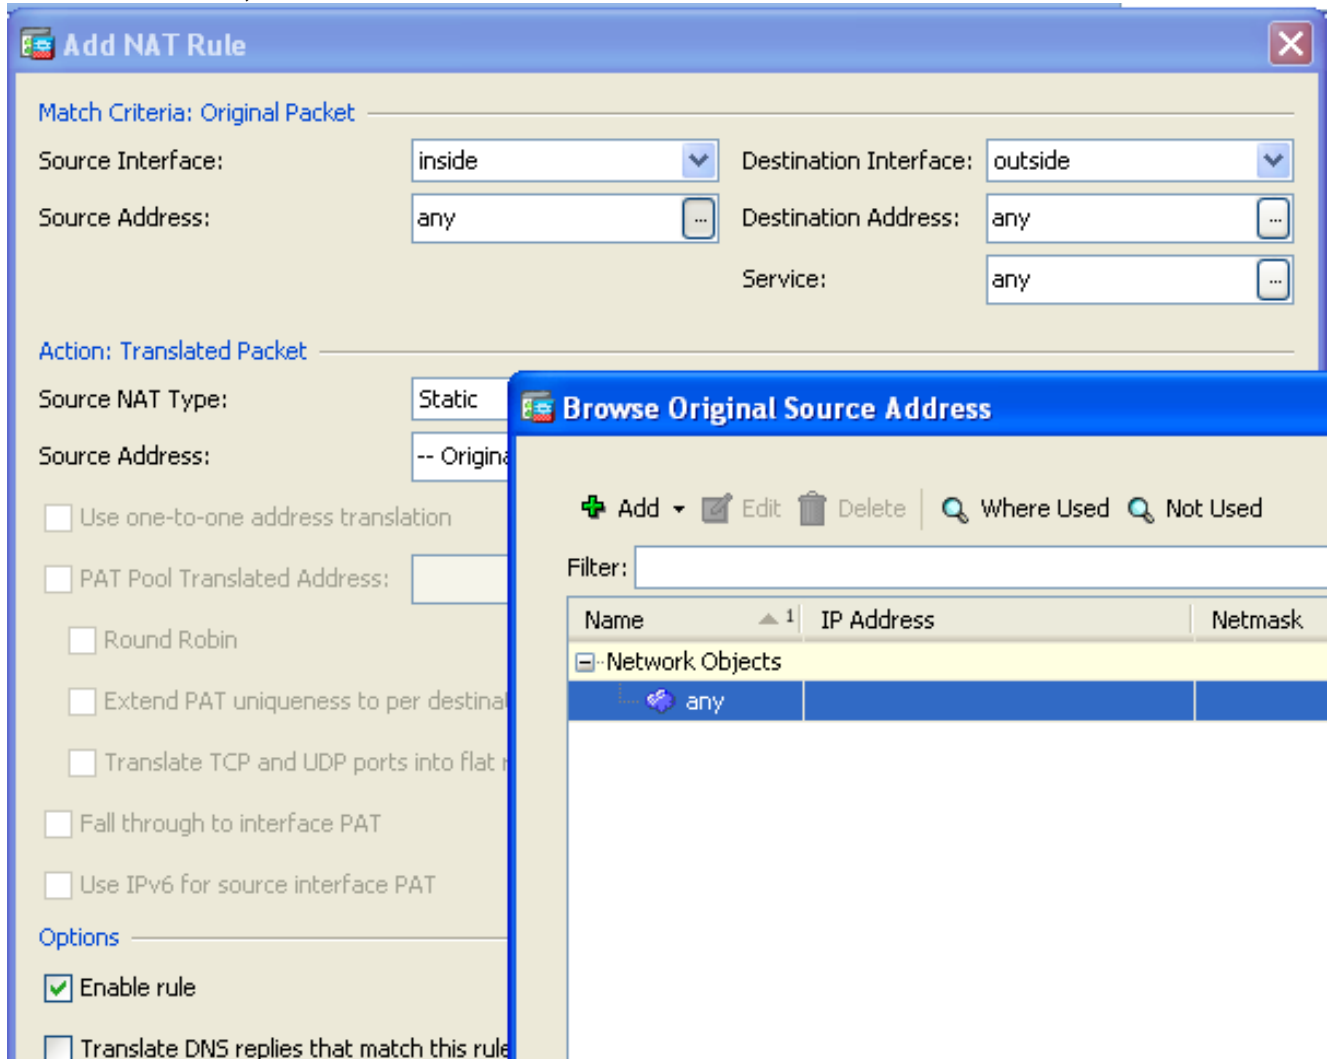 Add NAT Rule
Match Criteria: Original Packet
Source Interface: inside Destination Interface: outside
Source Address: any ... Destination Address: any ...
Service: any ...
Action: Translated Packet
Source NAT Type: Static
Browse Original Source Address
Source Address: -- Origina
Add Edit Delete Where Used Not Used
Use one-to-one address translation
Filter:
PAT Pool Translated Address:
Name 1 IP Address Netmask
Round Robin
Network Objects
Extend PAT uniqueness to per destina
any
Translate TCP and UDP ports into flat
Fall through to interface PAT
Use IPv6 for source interface PAT
Options
Enable rule
Translate DNS replies that match this rule